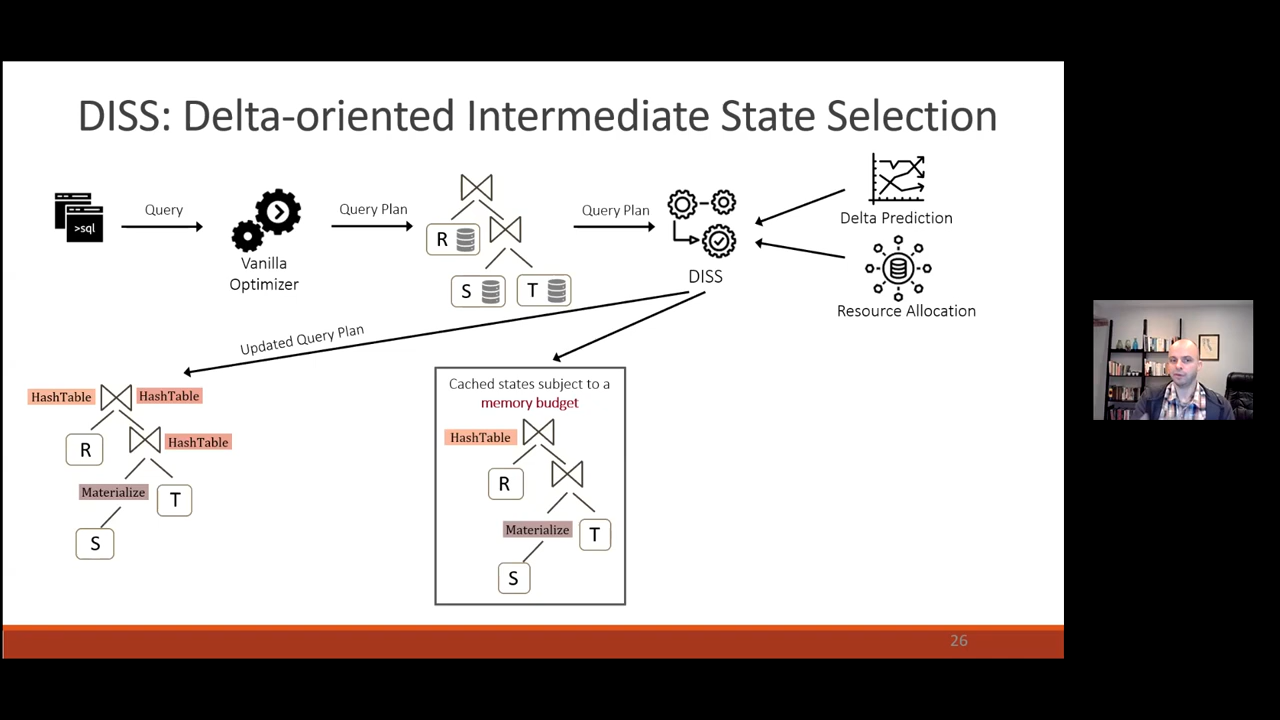 DISS: Delta-oriented Intermediate State Selection
>sql
Query
Vanilla
Optimizer
Query Plan
R
S
T
Query Plan
DISS
Delta Prediction
Resource Allocation
Updated Query Plan
HashTable
HashTable
R
HashTable
Materialize
T
S
Cached states subject to a
memory budget
HashTable
R
Materialize
T
S
26